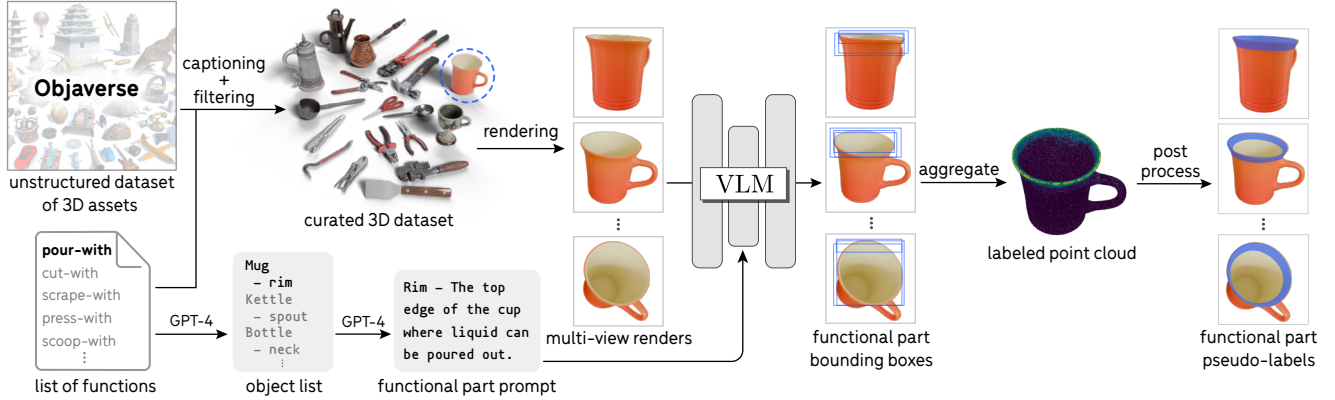 Objaverse
unstructured dataset
of 3D assets
captioning
+
filtering
curated 3D dataset
rendering
multi-view renders
VLM
functional part
bounding boxes
aggregate
labeled point cloud
post
process
functional part
pseudo-labels
pour-with
cut-with
scrape-with
press-with
scoop-with
⋮
list of functions
GPT-4
Mug
– rim
Kettle
– spout
Bottle
– neck
⋮
object list
GPT-4
Rim – The top
edge of the cup
where liquid can
be poured out.
functional part prompt